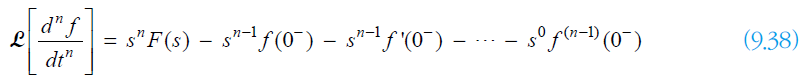 𝓛[dⁿf/dtⁿ] = sⁿF(s) − sⁿ⁻¹f(0⁻) − sⁿ⁻¹f'(0⁻) − ⋯ − s⁰f⁽ⁿ⁻¹⁾(0⁻) (9.38)